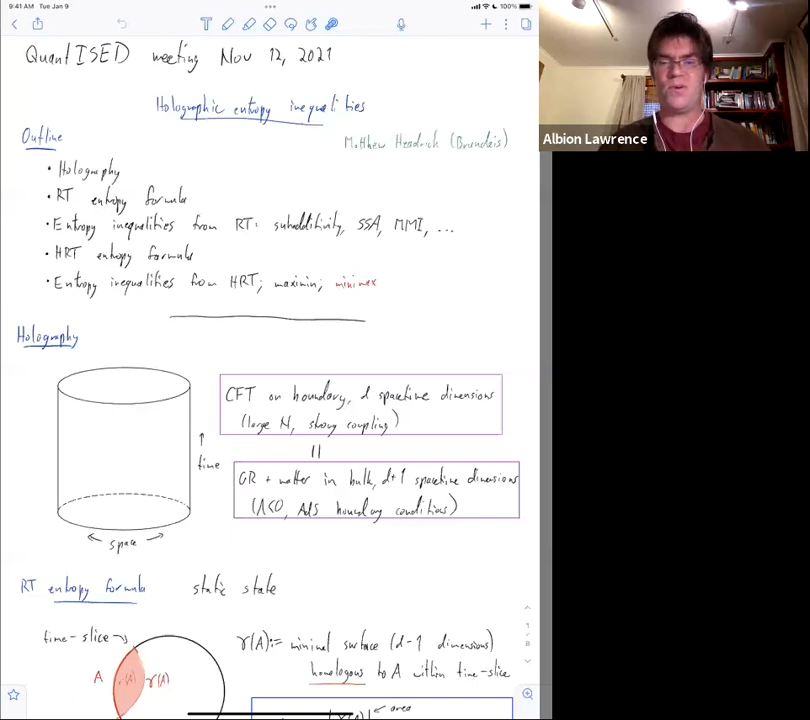 9:41 AM Tue Jan 9
100%
QuantISED meeting Nov 12, 2021
Holographic entropy inequalities
Outline
Matthew Headrick (Brandeis)
• Holography
• RT entropy formula
• Entropy inequalities from RT: subadditivity, SSA, MMI, ...
• HRT entropy formula
• Entropy inequalities from HRT; maximin; minimax
Holography
CFT on boundary, d spacetime dimensions
(large N, strong coupling)
||
↑
time
GR + matter in bulk, d+1 spacetime dimensions
(Λ<0, AdS boundary conditions)
space
RT entropy formula static state
time-slice →
A r(A) γ(A)
γ(A):= minimal surface (d-1 dimensions)
homologous to A within time-slice
|γ(A)| ← area
Albion Lawrence
1
8